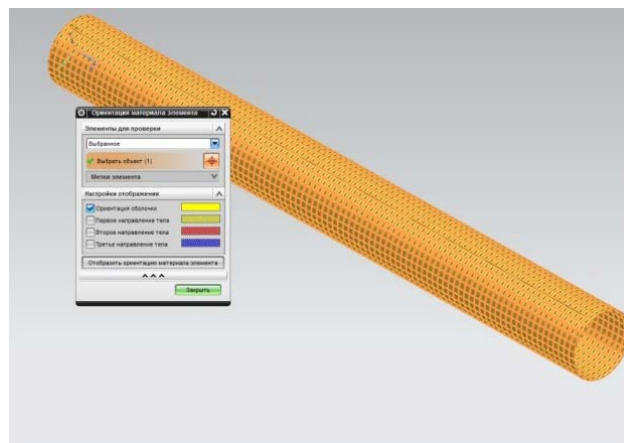 Ориентация материала элемента
Элементы для проверки
Выбранное
Выбрать объект (1)
Метки элемента
Настройки отображения
Ориентация оболочки
Первое направление тела
Второе направление тела
Третье направление тела
Отобразить ориентацию материала элемента
Закрыть